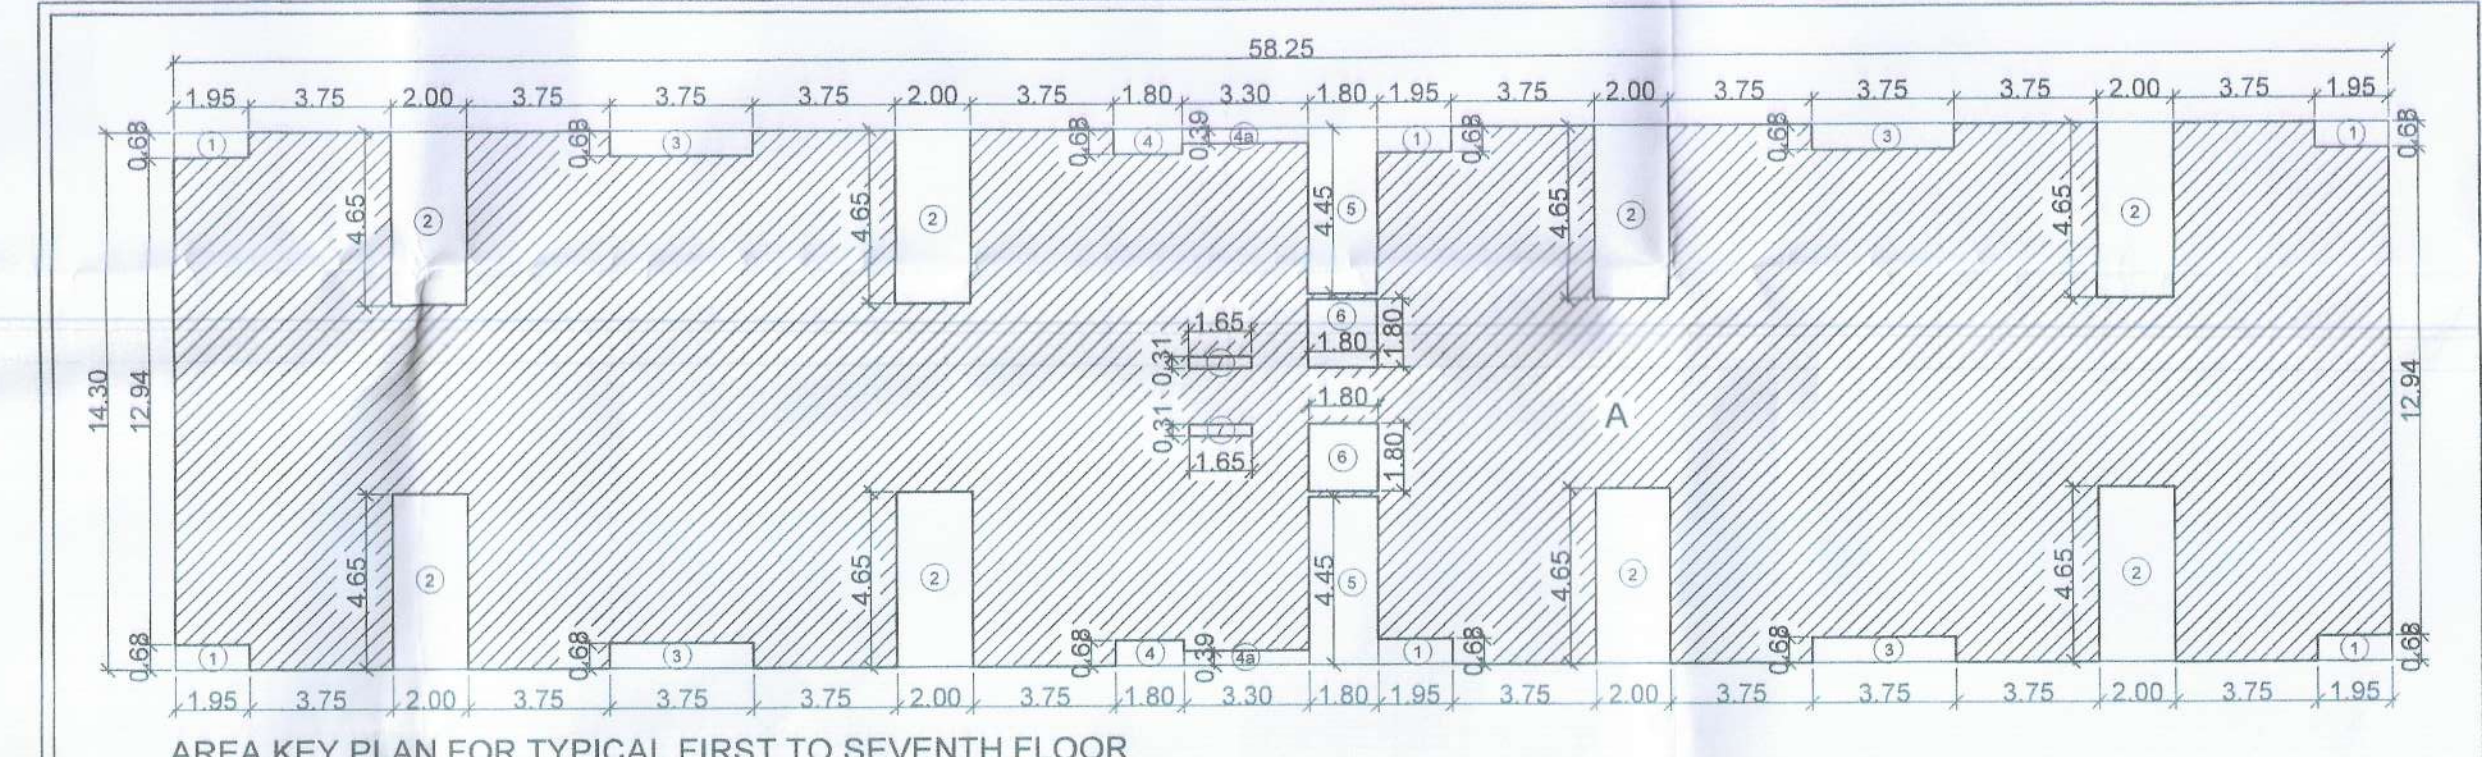 58.25
1.95 3.75 2.00 3.75 3.75 3.75 2.00 3.75 1.80 3.30 1.80 1.95 3.75 2.00 3.75 3.75 3.75 2.00 3.75 1.95
0.68 1 0.68 3 0.68 4 0.39 4a 1 0.68 0.68 3 1 0.68
4.65 2 4.65 2 4.45 5 4.65 2 4.65 2
1.65 6 1.80 1.80
0.31 7
14.30 12.94 1.80 A 12.94
0.31 7
1.65 6 1.80
4.65 2 4.65 2 4.45 5 4.65 2 4.65 2
0.68 1 0.68 3 0.68 4 0.39 4a 1 0.68 0.68 3 1 0.68
1.95 3.75 2.00 3.75 3.75 3.75 2.00 3.75 1.80 3.30 1.80 1.95 3.75 2.00 3.75 3.75 3.75 2.00 3.75 1.95
AREA KEY PLAN FOR TYPICAL FIRST TO SEVENTH FLOOR